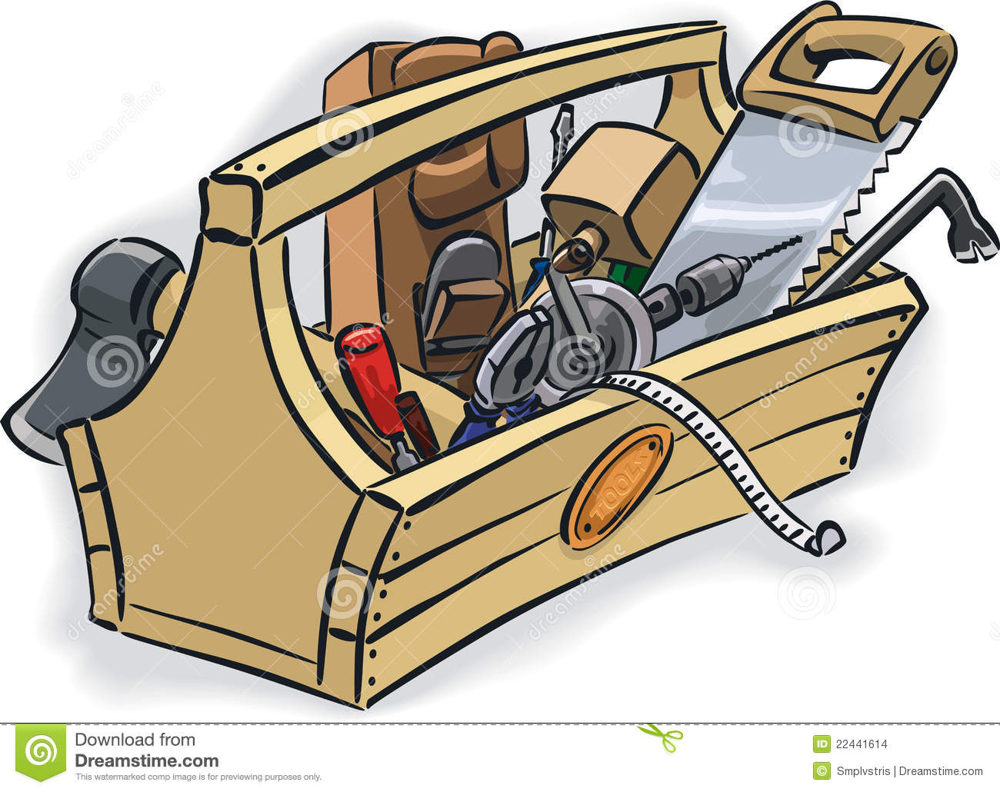 TOOLS
Download from
Dreamstime.com
This watermarked comp image is for previewing purposes only.
ID 22441614
© Smplvstris | Dreamstime.com
dreamstime